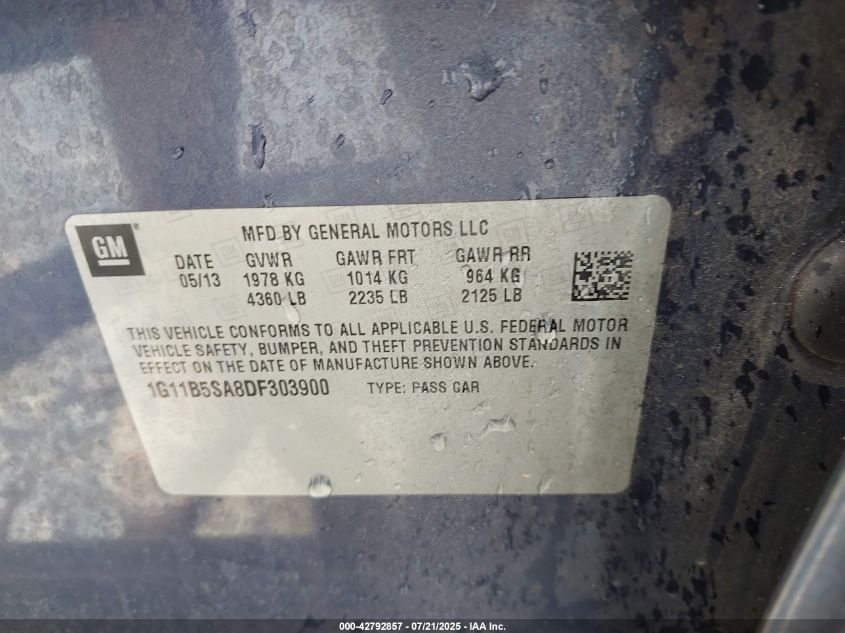 GM
MFD BY GENERAL MOTORS LLC
DATE GVWR GAWR FRT GAWR RR
05/13 1978 KG 1014 KG 964 KG
4360 LB 2235 LB 2125 LB
THIS VEHICLE CONFORMS TO ALL APPLICABLE U.S. FEDERAL MOTOR
VEHICLE SAFETY, BUMPER, AND THEFT PREVENTION STANDARDS IN
EFFECT ON THE DATE OF MANUFACTURE SHOWN ABOVE.
1G11B5SA8DF303900 TYPE: PASS CAR
000-42792857 - 07/21/2025 - IAA Inc.